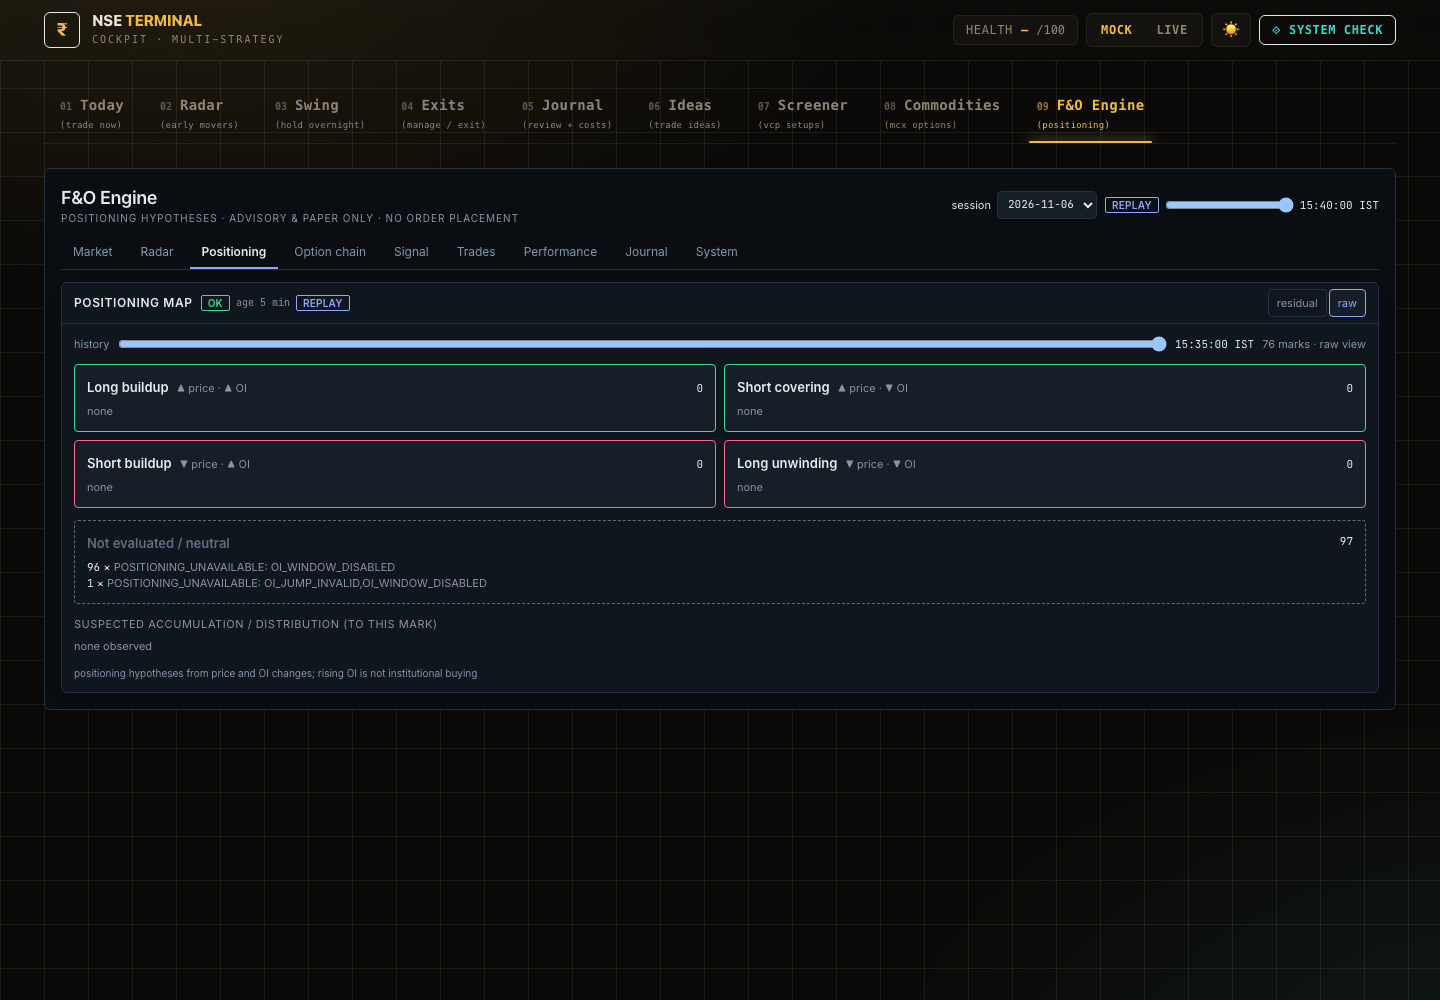 ₹
NSE TERMINAL
COCKPIT · MULTI-STRATEGY
HEALTH — /100
MOCK LIVE
SYSTEM CHECK
01 Today
(trade now)
02 Radar
(early movers)
03 Swing
(hold overnight)
04 Exits
(manage / exit)
05 Journal
(review + costs)
06 Ideas
(trade ideas)
07 Screener
(vcp setups)
08 Commodities
(mcx options)
09 F&O Engine
(positioning)
F&O Engine
POSITIONING HYPOTHESES · ADVISORY & PAPER ONLY · NO ORDER PLACEMENT
session 2026-11-06 REPLAY 15:40:00 IST
Market Radar Positioning Option chain Signal Trades Performance Journal System
POSITIONING MAP OK age 5 min REPLAY
residual raw
history 15:35:00 IST 76 marks · raw view
Long buildup ▲ price · ▲ OI 0
none
Short covering ▲ price · ▼ OI 0
none
Short buildup ▼ price · ▲ OI 0
none
Long unwinding ▼ price · ▼ OI 0
none
Not evaluated / neutral 97
96 × POSITIONING_UNAVAILABLE: OI_WINDOW_DISABLED
1 × POSITIONING_UNAVAILABLE: OI_JUMP_INVALID,OI_WINDOW_DISABLED
SUSPECTED ACCUMULATION / DISTRIBUTION (TO THIS MARK)
none observed
positioning hypotheses from price and OI changes; rising OI is not institutional buying